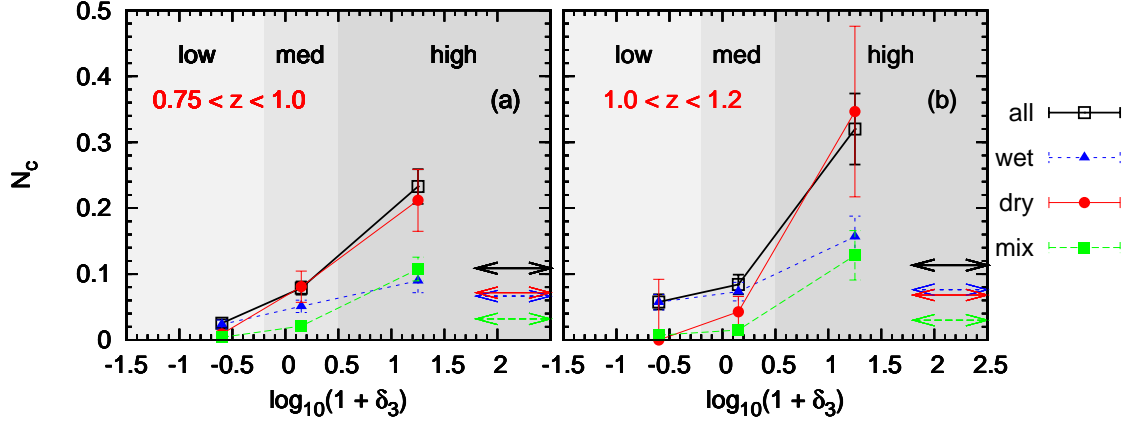 0.5
0.4
0.3
0.2
0.1
0
N_c
low med high
0.75 < z < 1.0 (a)
-1.5 -1 -0.5 0 0.5 1 1.5 2
log₁₀(1 + δ₃)
low med high
1.0 < z < 1.2 (b)
-1.5 -1 -0.5 0 0.5 1 1.5 2 2.5
log₁₀(1 + δ₃)
all
wet
dry
mix